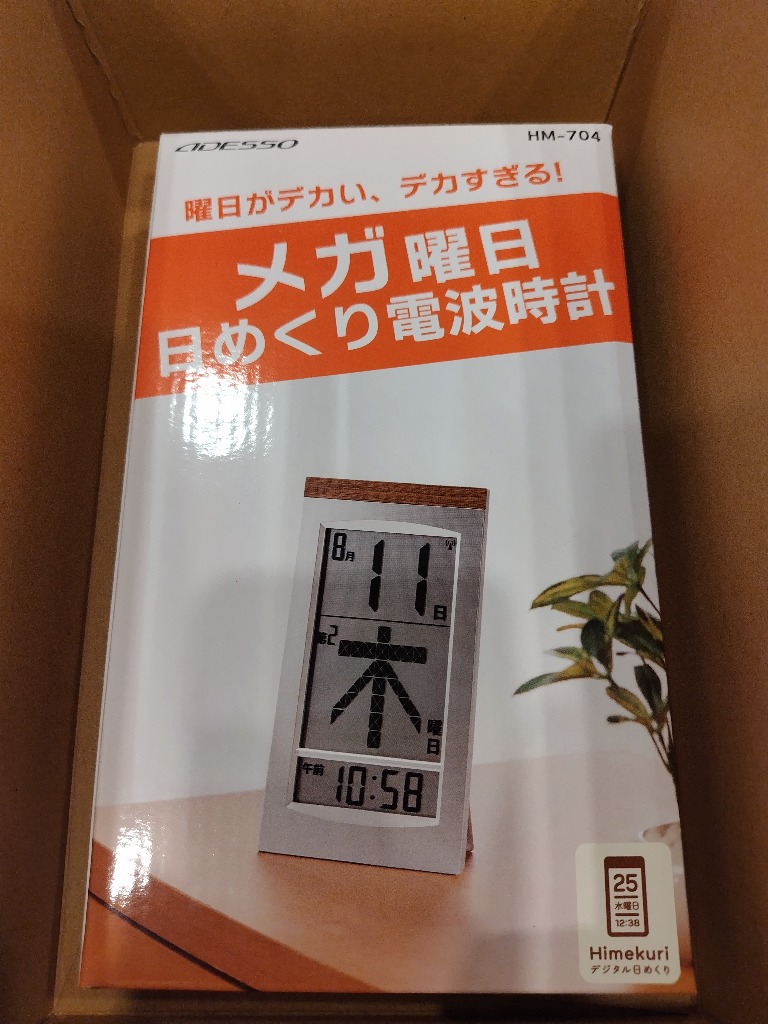 ADESSO
HM-704
曜日がデカい、デカすぎる!
メガ曜日
日めくり電波時計
8月
11日
第2
木
曜日
午前
10:58
25
水曜日
12:38
Himekuri
デジタル日めくり